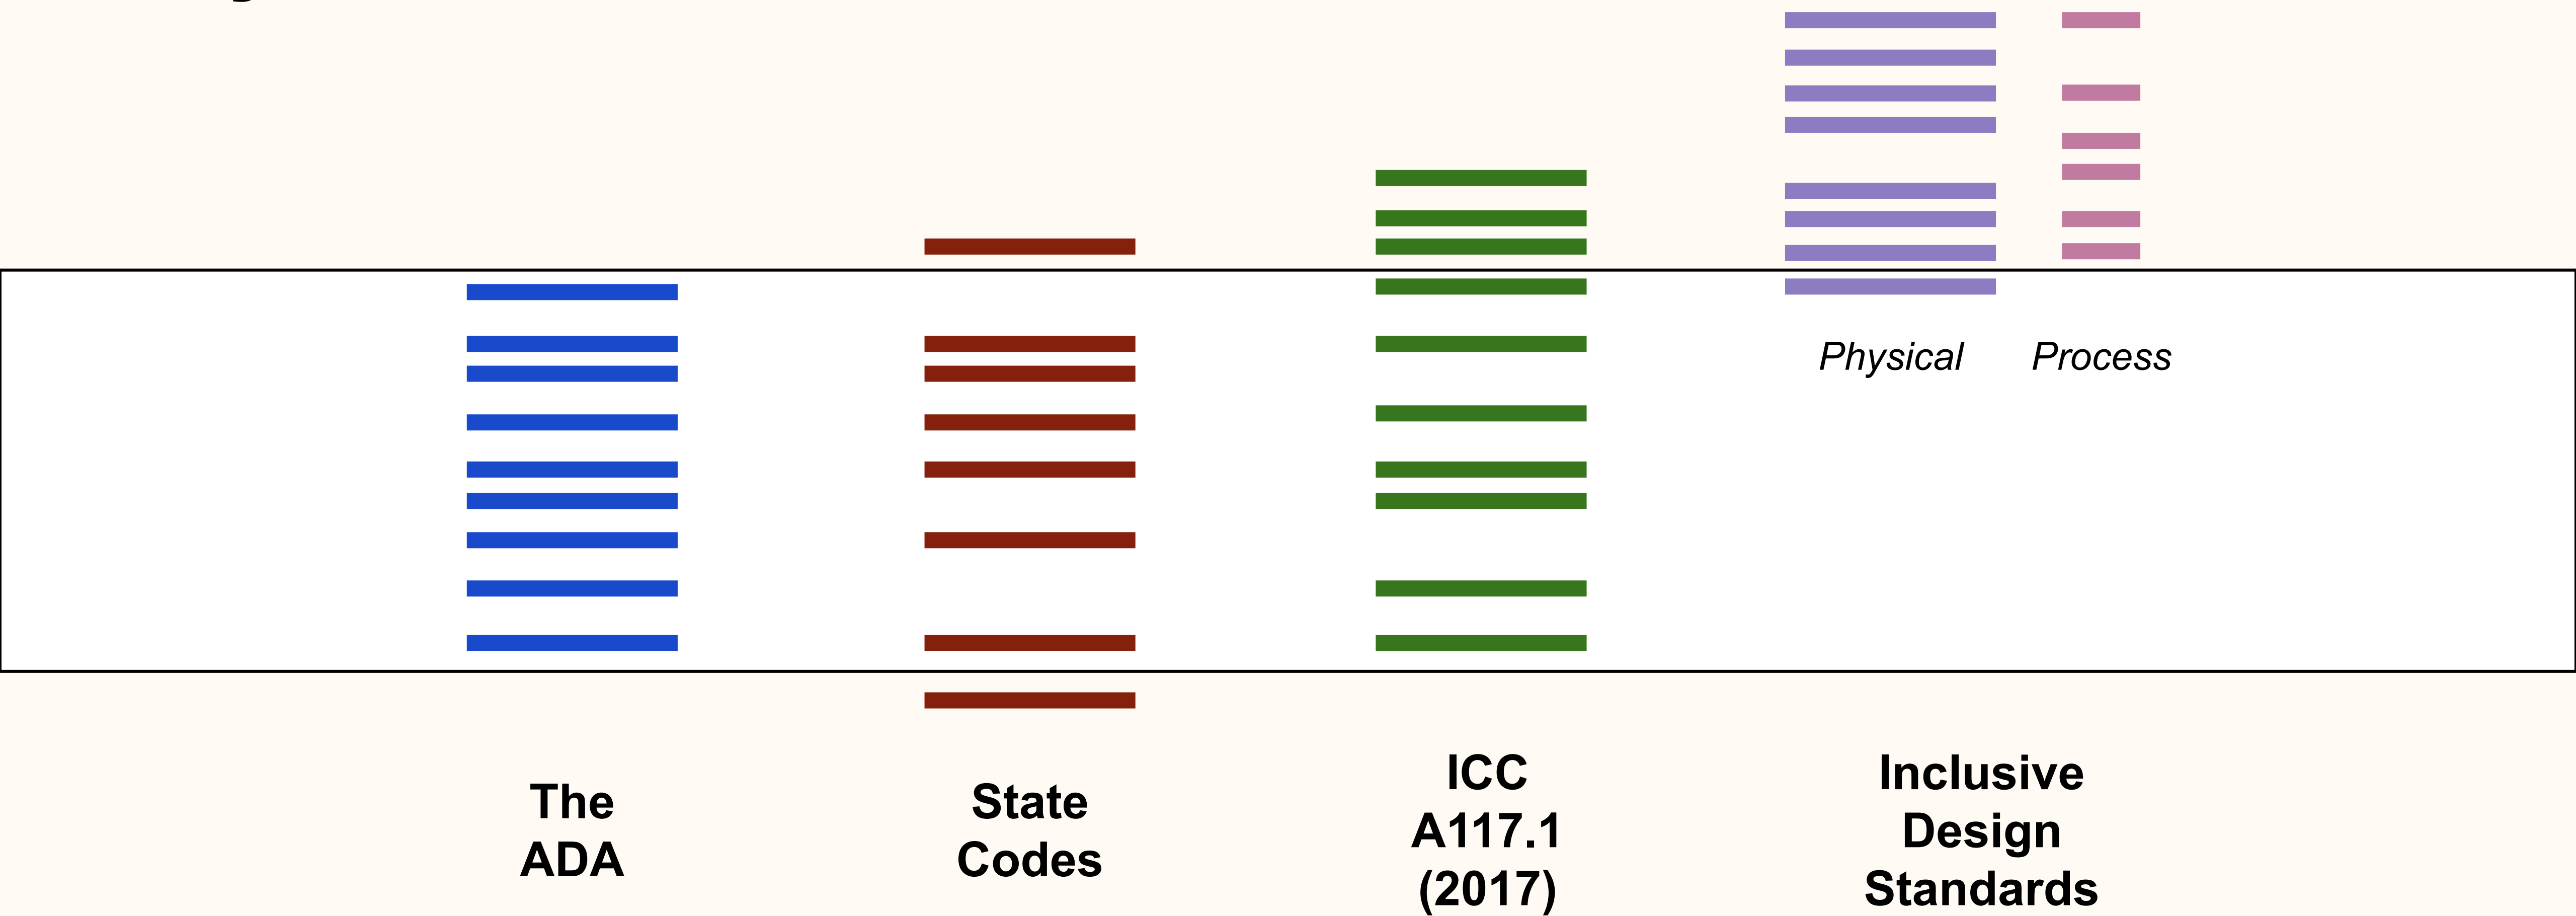 Physical Process
The
ADA
State
Codes
ICC
A117.1
(2017)
Inclusive
Design
Standards